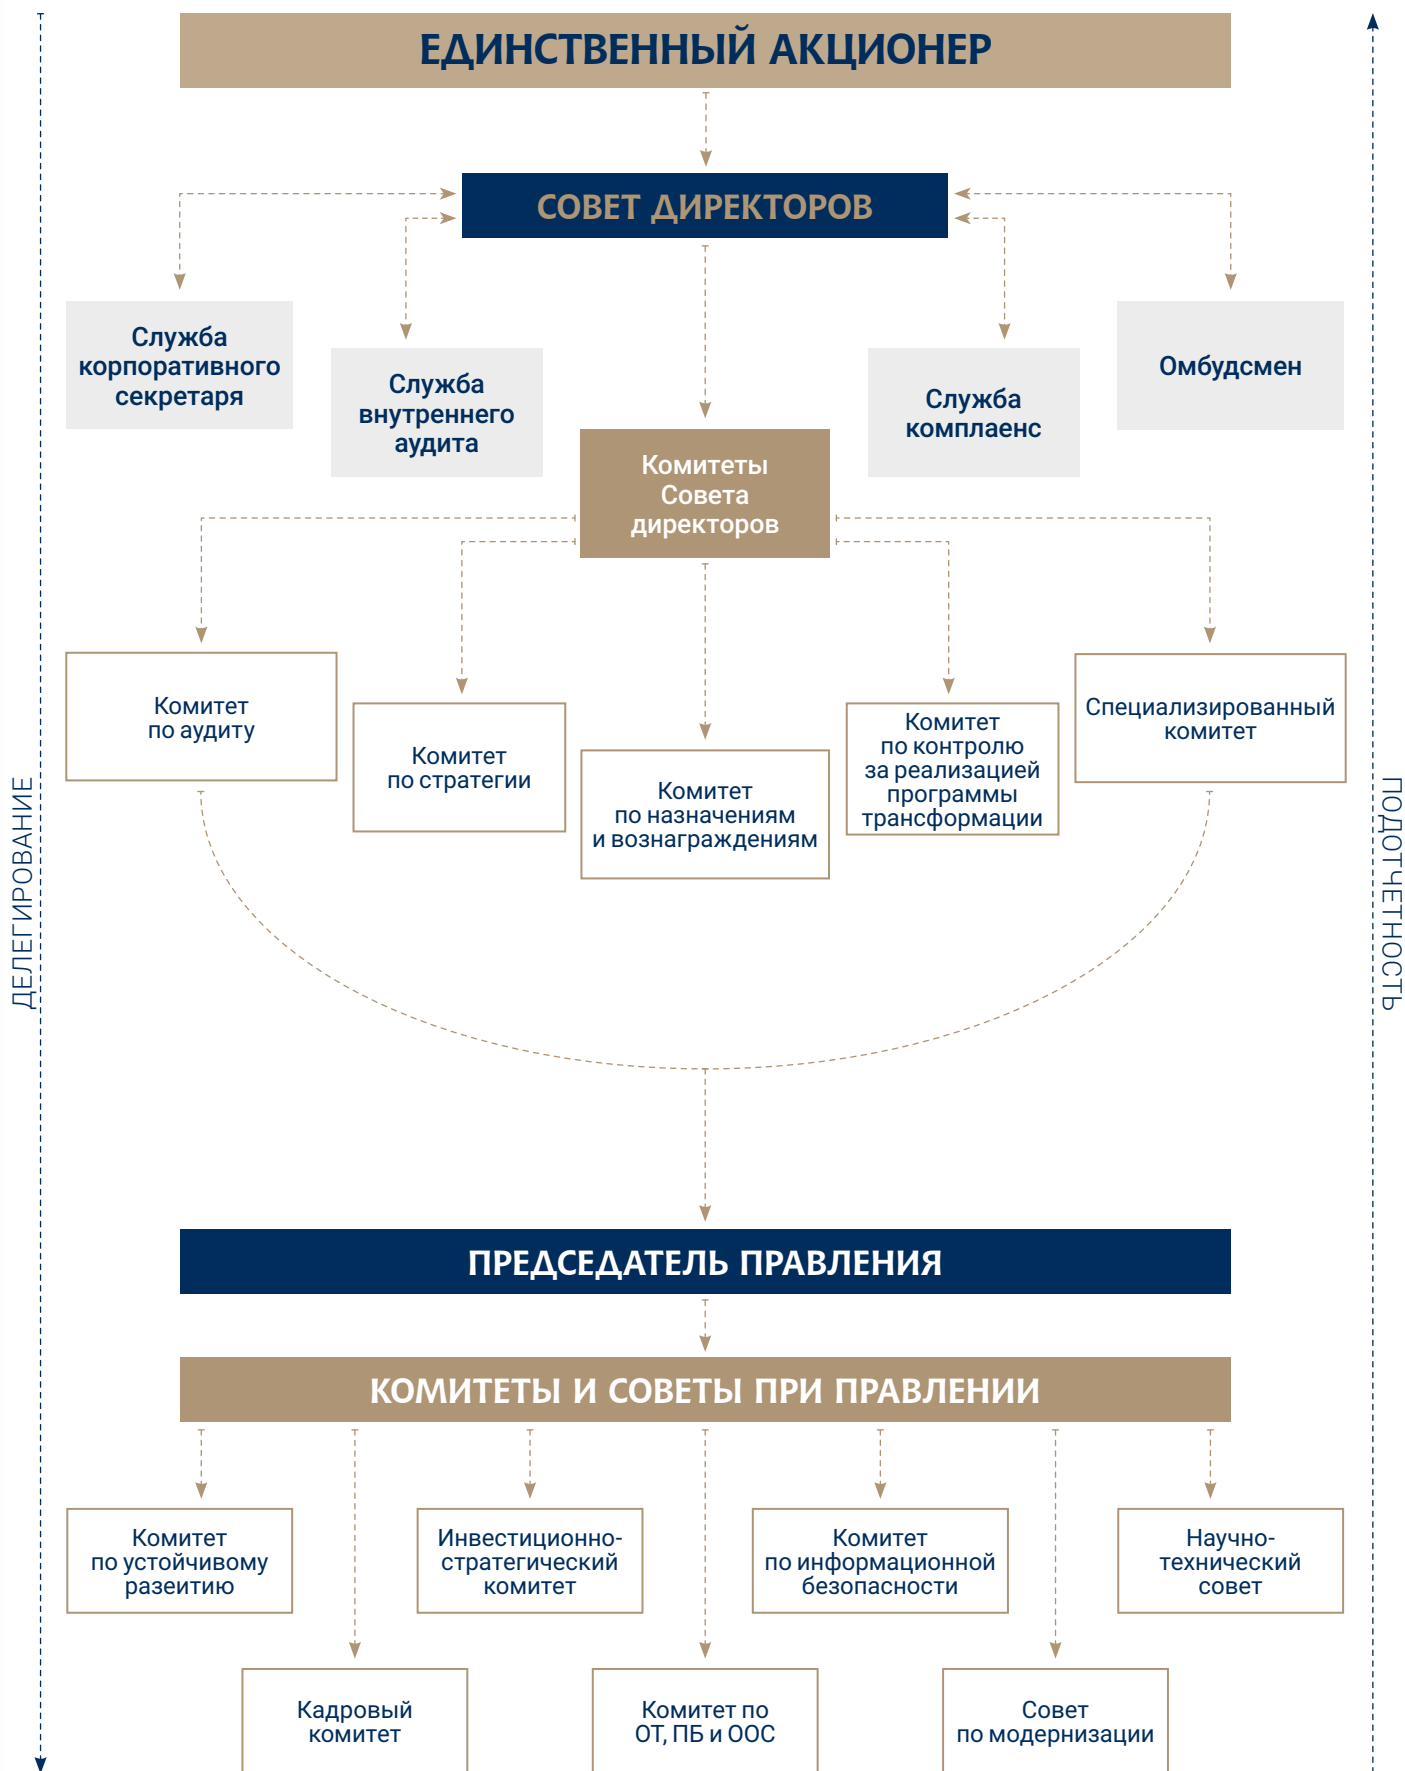 ЕДИНСТВЕННЫЙ АКЦИОНЕР
СОВЕТ ДИРЕКТОРОВ
Служба
корпоративного
секретаря
Служба
внутреннего
аудита
Служба
комплаенс
Омбудсмен
Комитеты
Совета
директоров
Комитет
по аудиту
Комитет
по стратегии
Комитет
по назначениям
и вознаграждениям
Комитет
по контролю
за реализацией
программы
трансформации
Специализированный
комитет
ДЕЛЕГИРОВАНИЕ
ПОДОТЧЕТНОСТЬ
ПРЕДСЕДАТЕЛЬ ПРАВЛЕНИЯ
КОМИТЕТЫ И СОВЕТЫ ПРИ ПРАВЛЕНИИ
Комитет
по устойчивому
разеитию
Инвестиционно-
стратегический
комитет
Комитет
по информационной
безопасности
Научно-
технический
совет
Кадровый
комитет
Комитет по
ОТ, ПБ и ООС
Совет
по модернизации